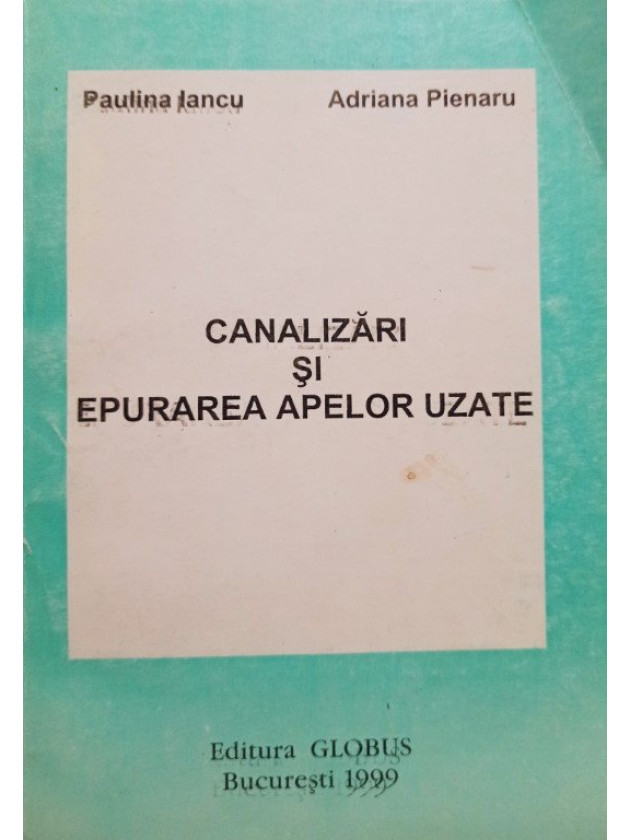 Paulina Iancu Adriana Pienaru
CANALIZĂRI
ŞI
EPURAREA APELOR UZATE
Editura GLOBUS
Bucureşti 1999